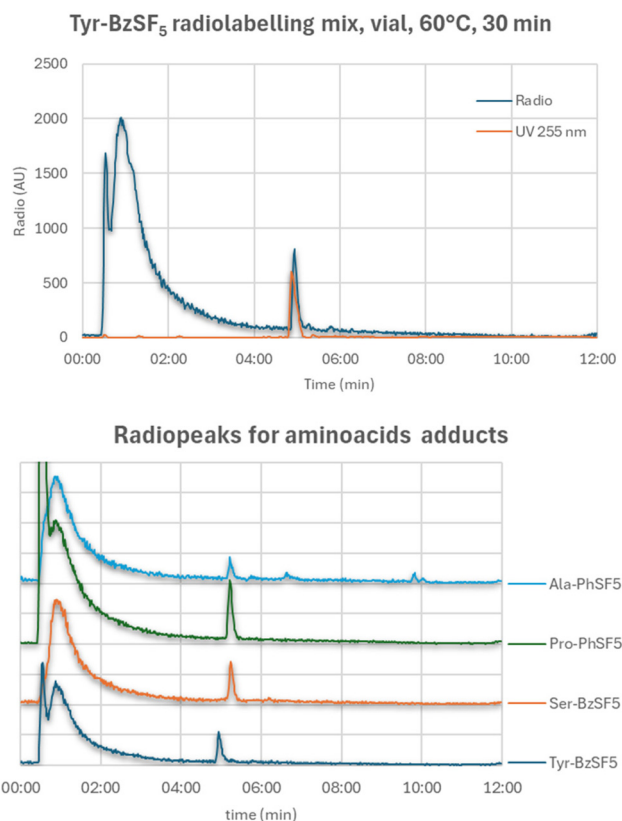 Tyr-BzSF₅ radiolabelling mix, vial, 60°C, 30 min
2500
Radio
2000
UV 255 nm
1500
1000
500
0
Radio (AU)
00:00 02:00 04:00 06:00 08:00 10:00 12:00
Time (min)
Radiopeaks for aminoacids adducts
Ala-PhSF5
Pro-PhSF5
Ser-BzSF5
Tyr-BzSF5
00:00 02:00 04:00 06:00 08:00 10:00 12:00
time (min)